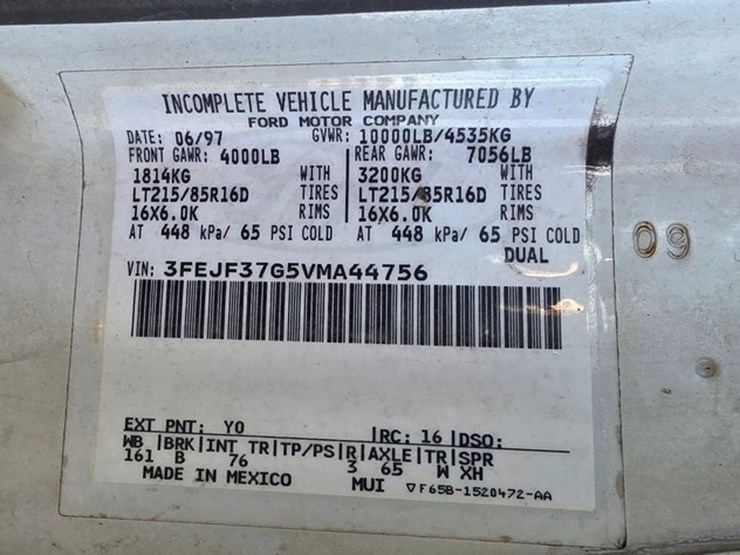 INCOMPLETE VEHICLE MANUFACTURED BY
FORD MOTOR COMPANY
DATE: 06/97 GVWR: 10000LB/4535KG
FRONT GAWR: 4000LB REAR GAWR: 7056LB
1814KG WITH 3200KG WITH
LT215/85R16D TIRES LT215/85R16D TIRES
16X6.0K RIMS 16X6.0K RIMS
AT 448 kPa/ 65 PSI COLD AT 448 kPa/ 65 PSI COLD
DUAL
VIN: 3FEJF37G5VMA44756
EXT PNT: YO RC: 16 DSO:
WB BRK INT TR TP/PS R AXLE TR SPR
161 B 76 3 65 W XH
MADE IN MEXICO MUI ▽F65B-1520472-AA
09